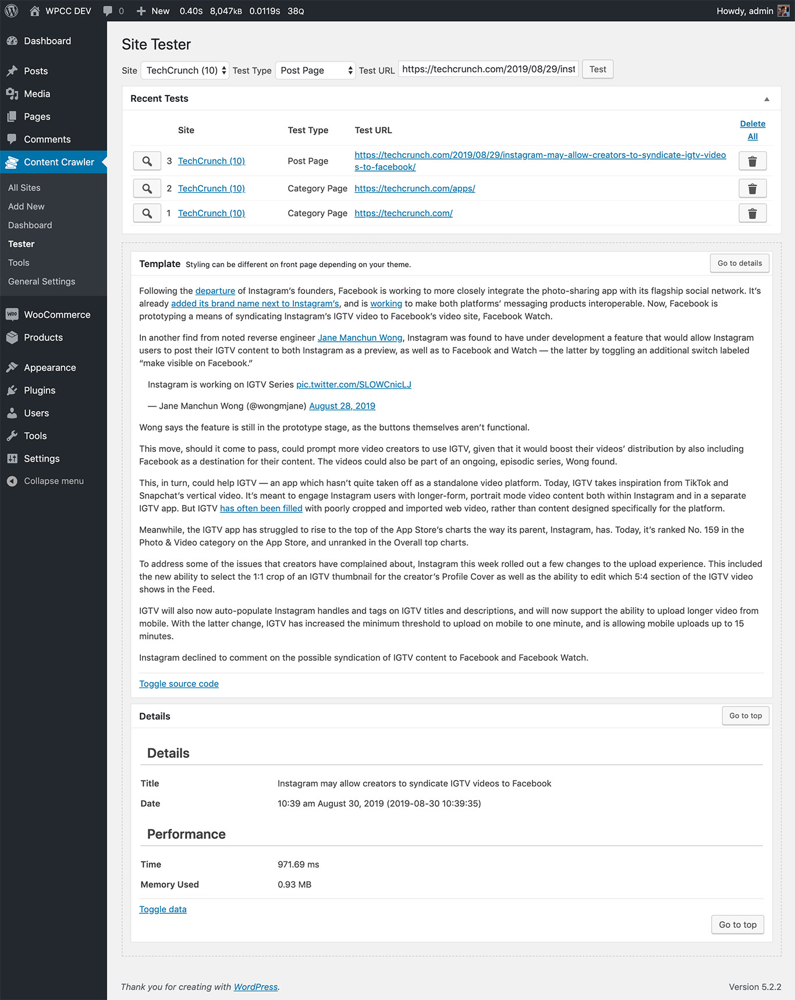 WPCC DEV 0 New 0.40S 8,047KB 0.0119S 38Q Howdy, admin
Dashboard
Posts
Media
Pages
Comments
Content Crawler
All Sites
Add New
Dashboard
Tester
Tools
General Settings
WOO WooCommerce
Products
Appearance
Plugins
Users
Tools
Settings
Collapse menu
Site Tester
Site TechCrunch (10) Test Type Post Page Test URL https://techcrunch.com/2019/08/29/inst Test
Recent Tests
Site Test Type Test URL Delete
All
3 TechCrunch (10) Post Page https://techcrunch.com/2019/08/29/instagram-may-allow-creators-to-syndicate-igtv-video
s-to-facebook/
2 TechCrunch (10) Category Page https://techcrunch.com/apps/
1 TechCrunch (10) Category Page https://techcrunch.com/
Template Styling can be different on front page depending on your theme. Go to details
Following the departure of Instagram’s founders, Facebook is working to more closely integrate the photo-sharing app with its flagship social network. It’s
already added its brand name next to Instagram’s, and is working to make both platforms’ messaging products interoperable. Now, Facebook is
prototyping a means of syndicating Instagram’s IGTV video to Facebook’s video site, Facebook Watch.
In another find from noted reverse engineer Jane Manchun Wong, Instagram was found to have under development a feature that would allow Instagram
users to post their IGTV content to both Instagram as a preview, as well as to Facebook and Watch — the latter by toggling an additional switch labeled
“make visible on Facebook.”
Instagram is working on IGTV Series pic.twitter.com/SLOWCnicLJ
— Jane Manchun Wong (@wongmjane) August 28, 2019
Wong says the feature is still in the prototype stage, as the buttons themselves aren’t functional.
This move, should it come to pass, could prompt more video creators to use IGTV, given that it would boost their videos’ distribution by also including
Facebook as a destination for their content. The videos could also be part of an ongoing, episodic series, Wong found.
This, in turn, could help IGTV — an app which hasn’t quite taken off as a standalone video platform. Today, IGTV takes inspiration from TikTok and
Snapchat’s vertical video. It’s meant to engage Instagram users with longer-form, portrait mode video content both within Instagram and in a separate
IGTV app. But IGTV has often been filled with poorly cropped and imported web video, rather than content designed specifically for the platform.
Meanwhile, the IGTV app has struggled to rise to the top of the App Store’s charts the way its parent, Instagram, has. Today, it’s ranked No. 159 in the
Photo & Video category on the App Store, and unranked in the Overall top charts.
To address some of the issues that creators have complained about, Instagram this week rolled out a few changes to the upload experience. This included
the new ability to select the 1:1 crop of an IGTV thumbnail for the creator’s Profile Cover as well as the ability to edit which 5:4 section of the IGTV video
shows in the Feed.
IGTV will also now auto-populate Instagram handles and tags on IGTV titles and descriptions, and will now support the ability to upload longer video from
mobile. With the latter change, IGTV has increased the minimum threshold to upload on mobile to one minute, and is allowing mobile uploads up to 15
minutes.
Instagram declined to comment on the possible syndication of IGTV content to Facebook and Facebook Watch.
Toggle source code
Details Go to top
Details
Title Instagram may allow creators to syndicate IGTV videos to Facebook
Date 10:39 am August 30, 2019 (2019-08-30 10:39:35)
Performance
Time 971.69 ms
Memory Used 0.93 MB
Toggle data
Go to top
Thank you for creating with WordPress. Version 5.2.2